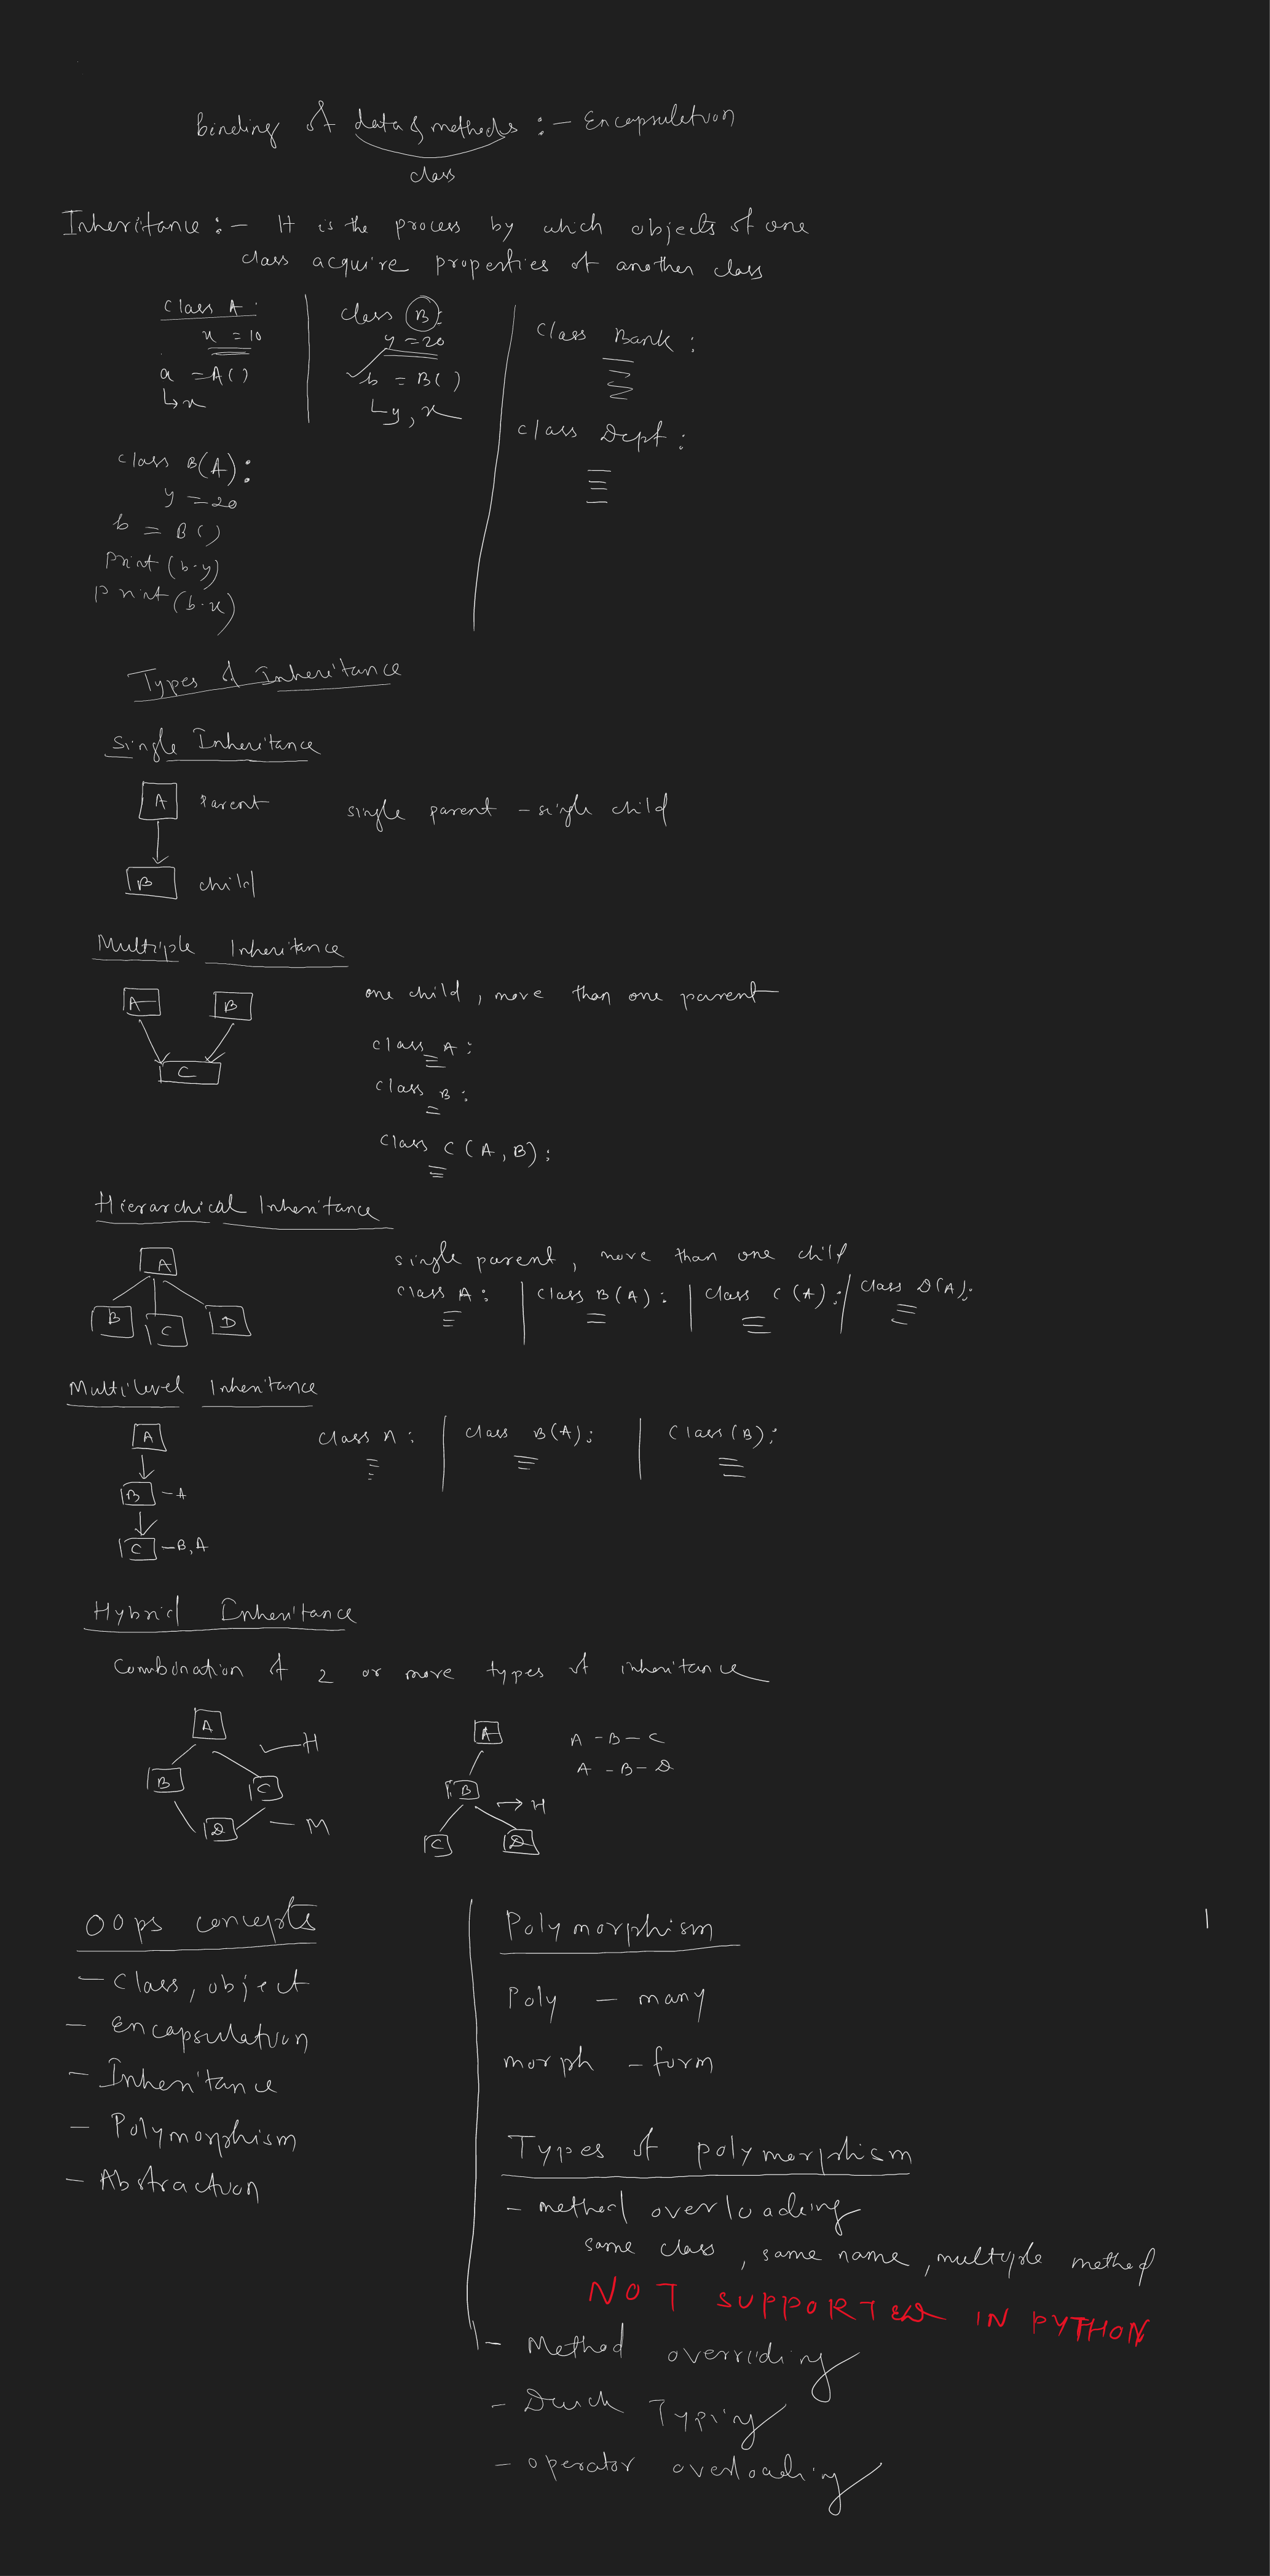 binding of data & methods :- Encapsulation
class
Inheritance :- It is the process by which objects of one
class acquire properties of another class
class A:
x = 10
a = A()
↳ x
class B:
y = 20
b = B()
↳ y, x
class Bank:
class Dept:
class B(A):
y = 20
b = B()
print(b.y)
print(b.x)
Types of Inheritance
Single Inheritance
A Parent
single parent - single child
B child
Multiple Inheritance
A B
C
one child, more than one parent
class A:
class B:
class C(A, B):
Hierarchical Inheritance
A
B C D
single parent, more than one child
class A: | class B(A): | class C(A): | class D(A):
Multilevel Inheritance
A
B - A
C - B, A
class A: | class B(A): | class(B):
Hybrid Inheritance
Combination of 2 or more types of inheritance
A
H
B C
D - M
A
B
→ H
C D
A - B - C
A - B - D
OOps concepts
- Class, object
- Encapsulation
- Inheritance
- Polymorphism
- Abstraction
Polymorphism
Poly - many
morph - form
Types of polymorphism
- method overloading
same class, same name, multiple method
NOT SUPPORTED IN PYTHON
- Method overriding
- Duck Typing
- operator overloading